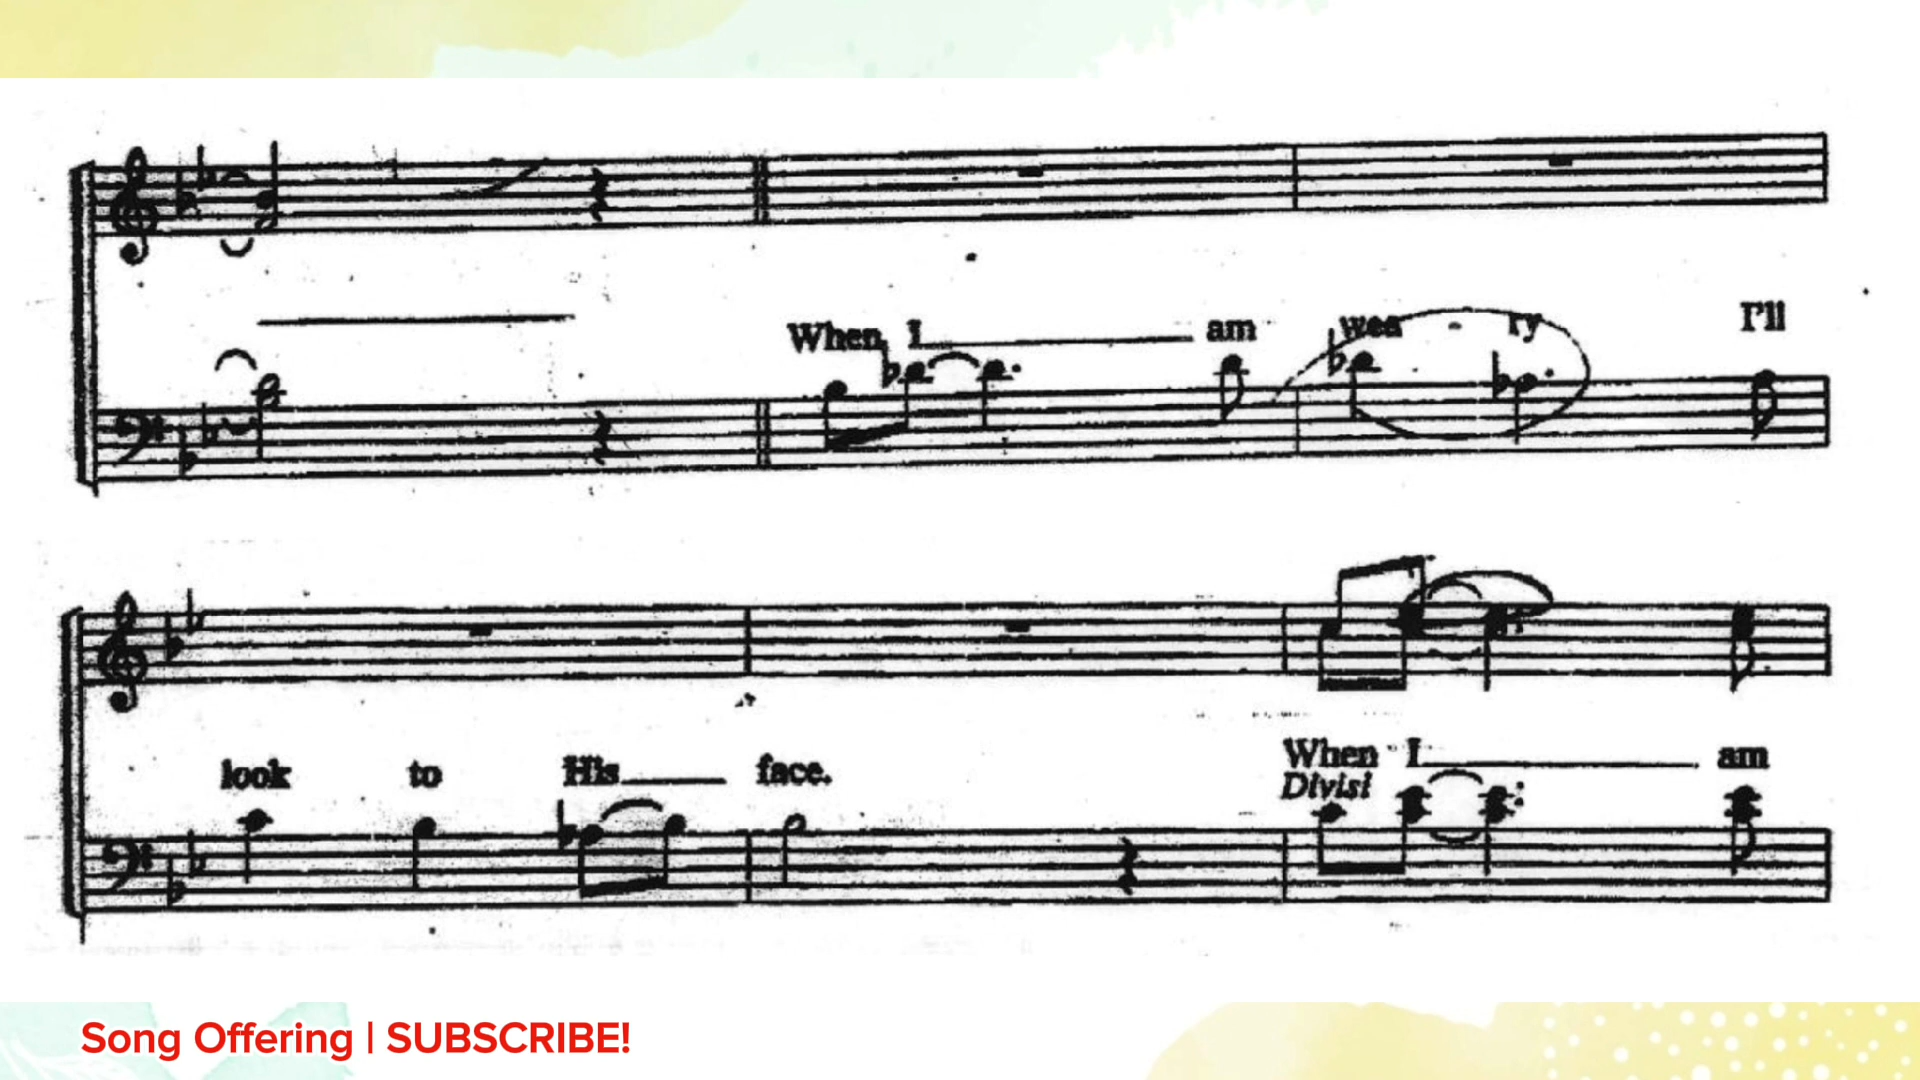 When I am wea - ry I'll
look to His face. When I am
Divisi
Song Offering | SUBSCRIBE!